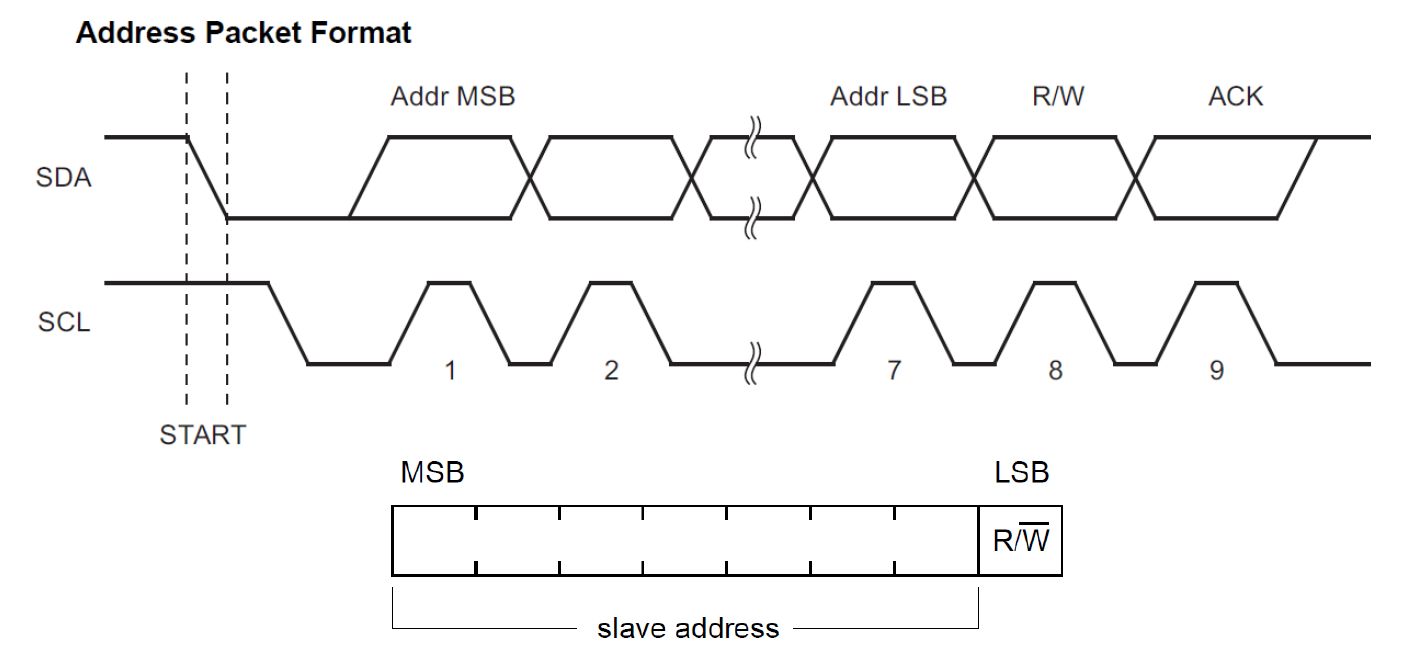 Address Packet Format
Addr MSB Addr LSB R/W ACK
SDA
SCL
1 2 7 8 9
START
MSB LSB
R/W̅
slave address